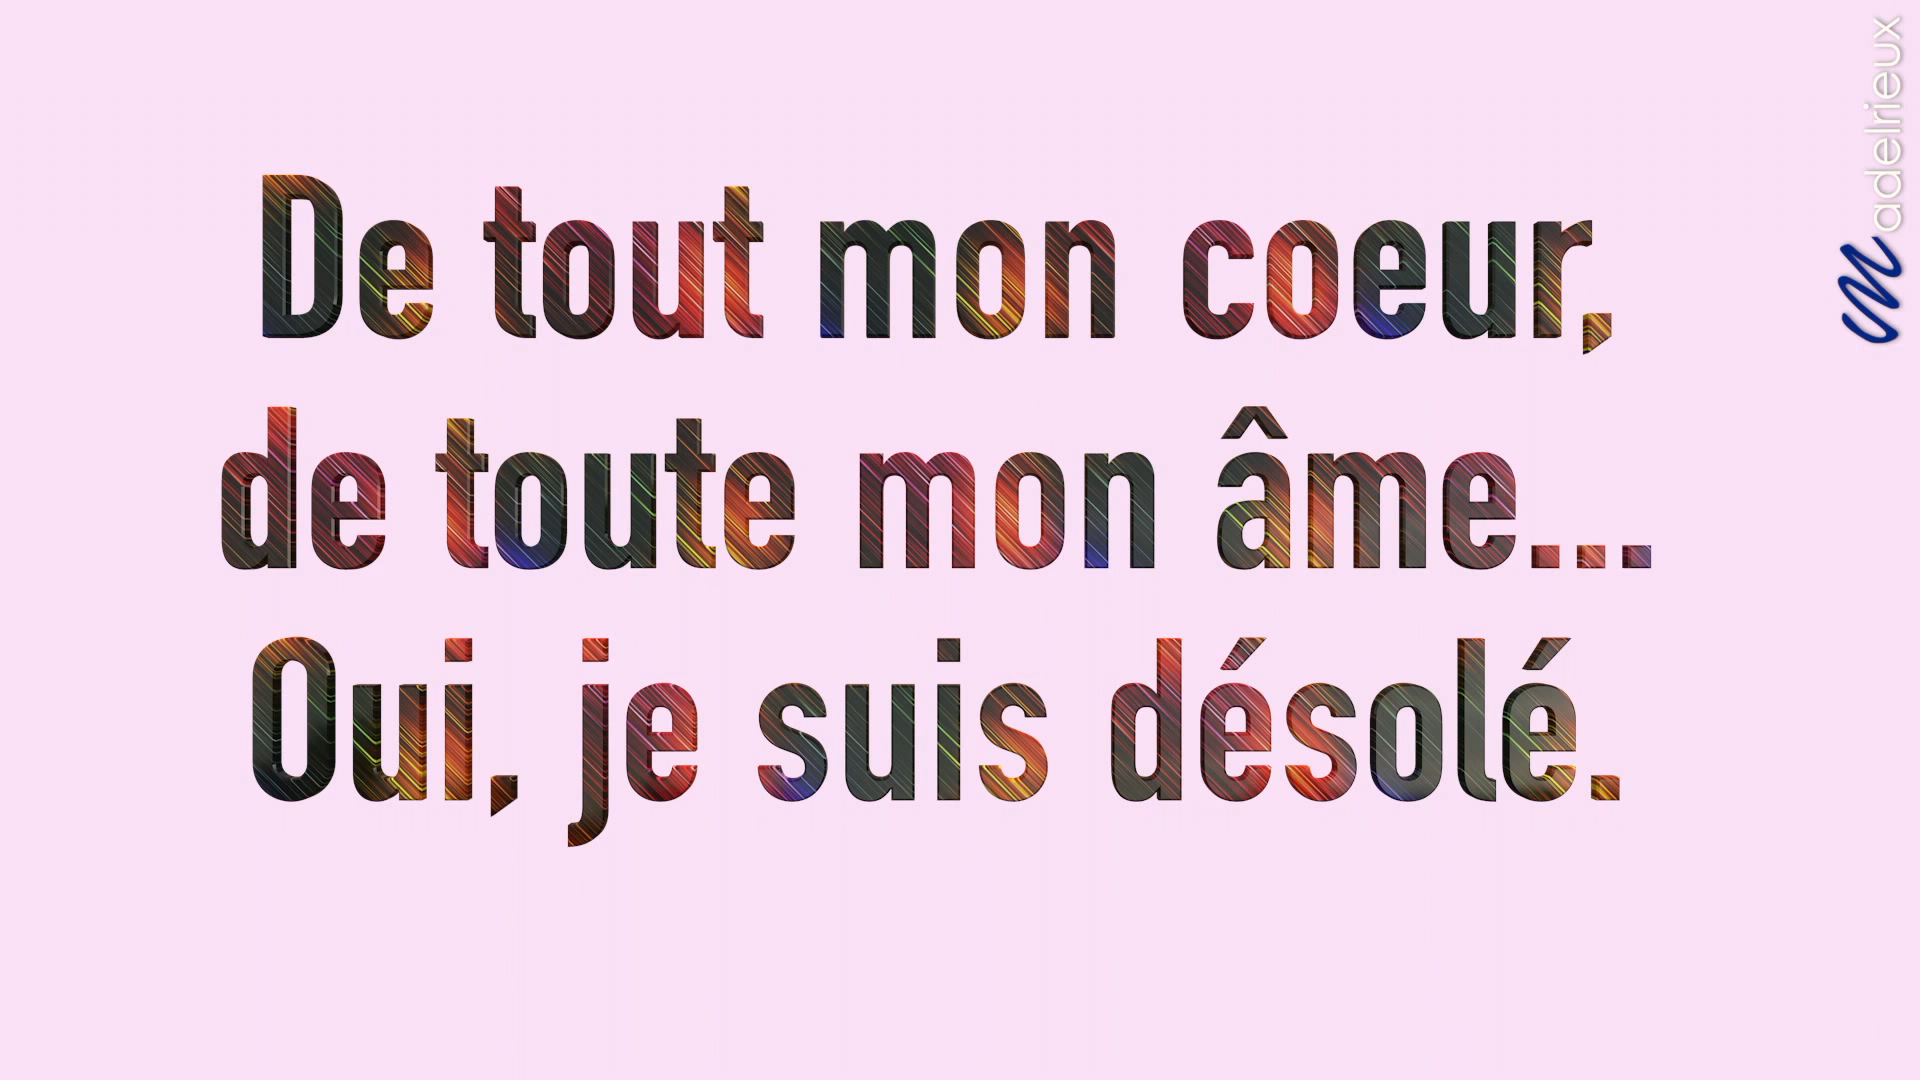 De tout mon coeur,
de toute mon âme...
Oui, je suis désolé.
Madelrieux